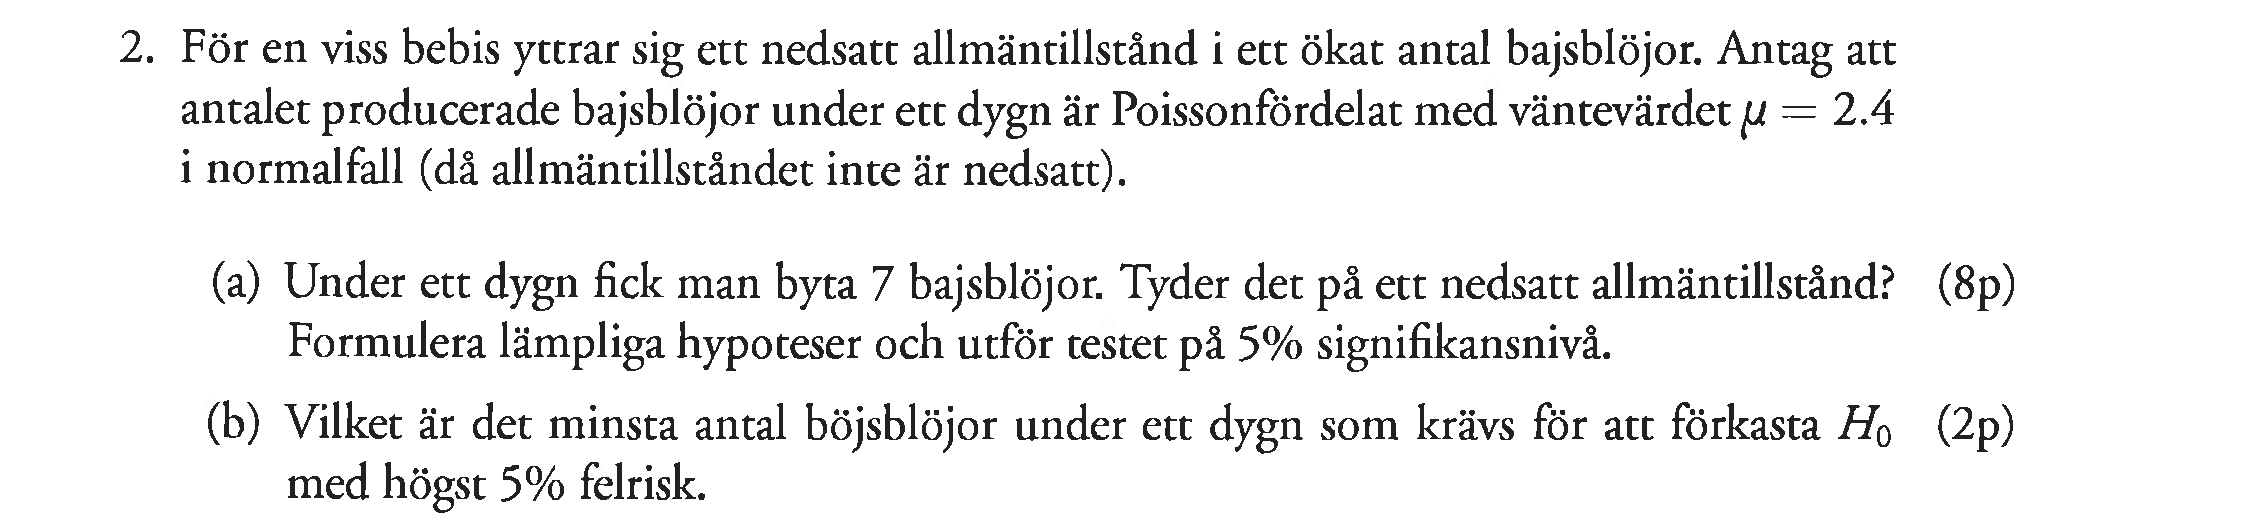 2. För en viss bebis yttrar sig ett nedsatt allmäntillstånd i ett ökat antal bajsblöjor. Antag att
antalet producerade bajsblöjor under ett dygn är Poissonfördelat med väntevärdet μ = 2.4
i normalfall (då allmäntillståndet inte är nedsatt).
(a) Under ett dygn fick man byta 7 bajsblöjor. Tyder det på ett nedsatt allmäntillstånd? (8p)
Formulera lämpliga hypoteser och utför testet på 5% signifikansnivå.
(b) Vilket är det minsta antal böjsblöjor under ett dygn som krävs för att förkasta H₀ (2p)
med högst 5% felrisk.